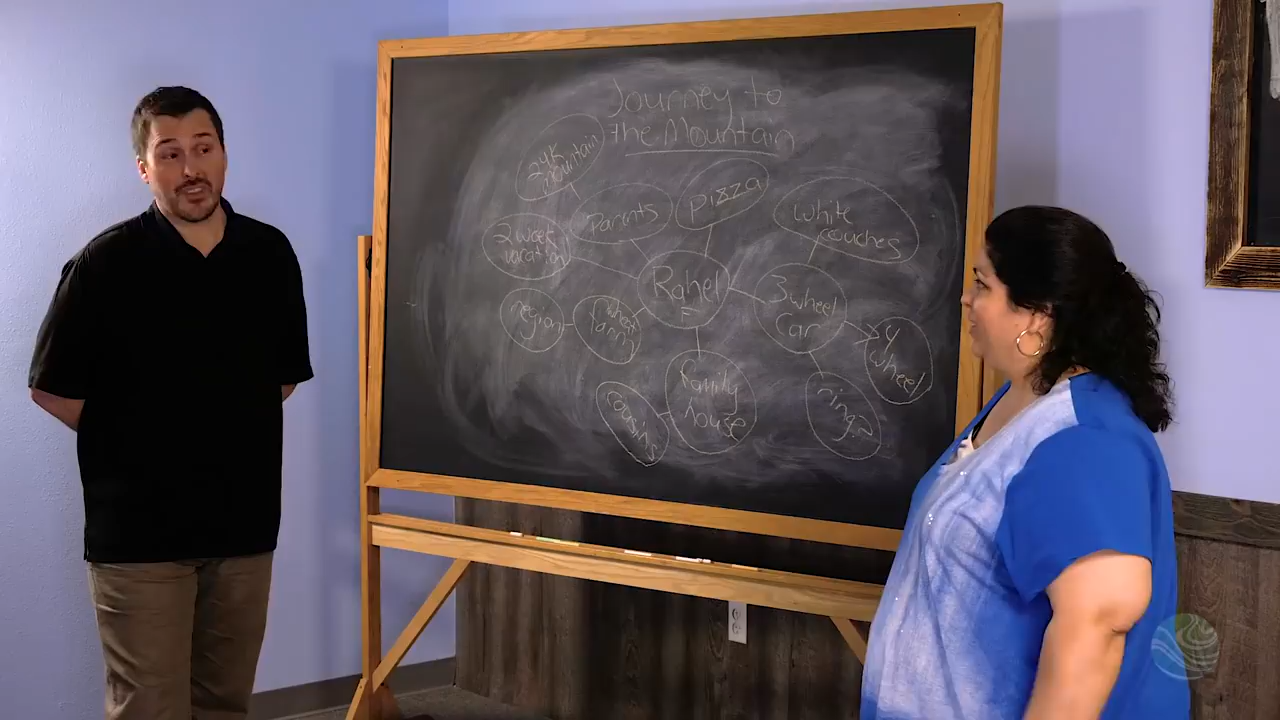 Journey to
The Mountain
24K
Mountain
Parents
pizza
white
couches
2 week
vacation
Rahel
3 wheel
Car
4
wheel
region
wheat
farm
family
house
cousins
rings